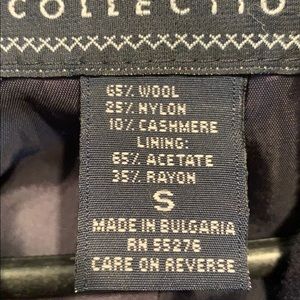 COLLECTIO
65% WOOL
25% NYLON
10% CASHMERE
LINING:
65% ACETATE
35% RAYON
S
MADE IN BULGARIA
RN 55276
CARE ON REVERSE